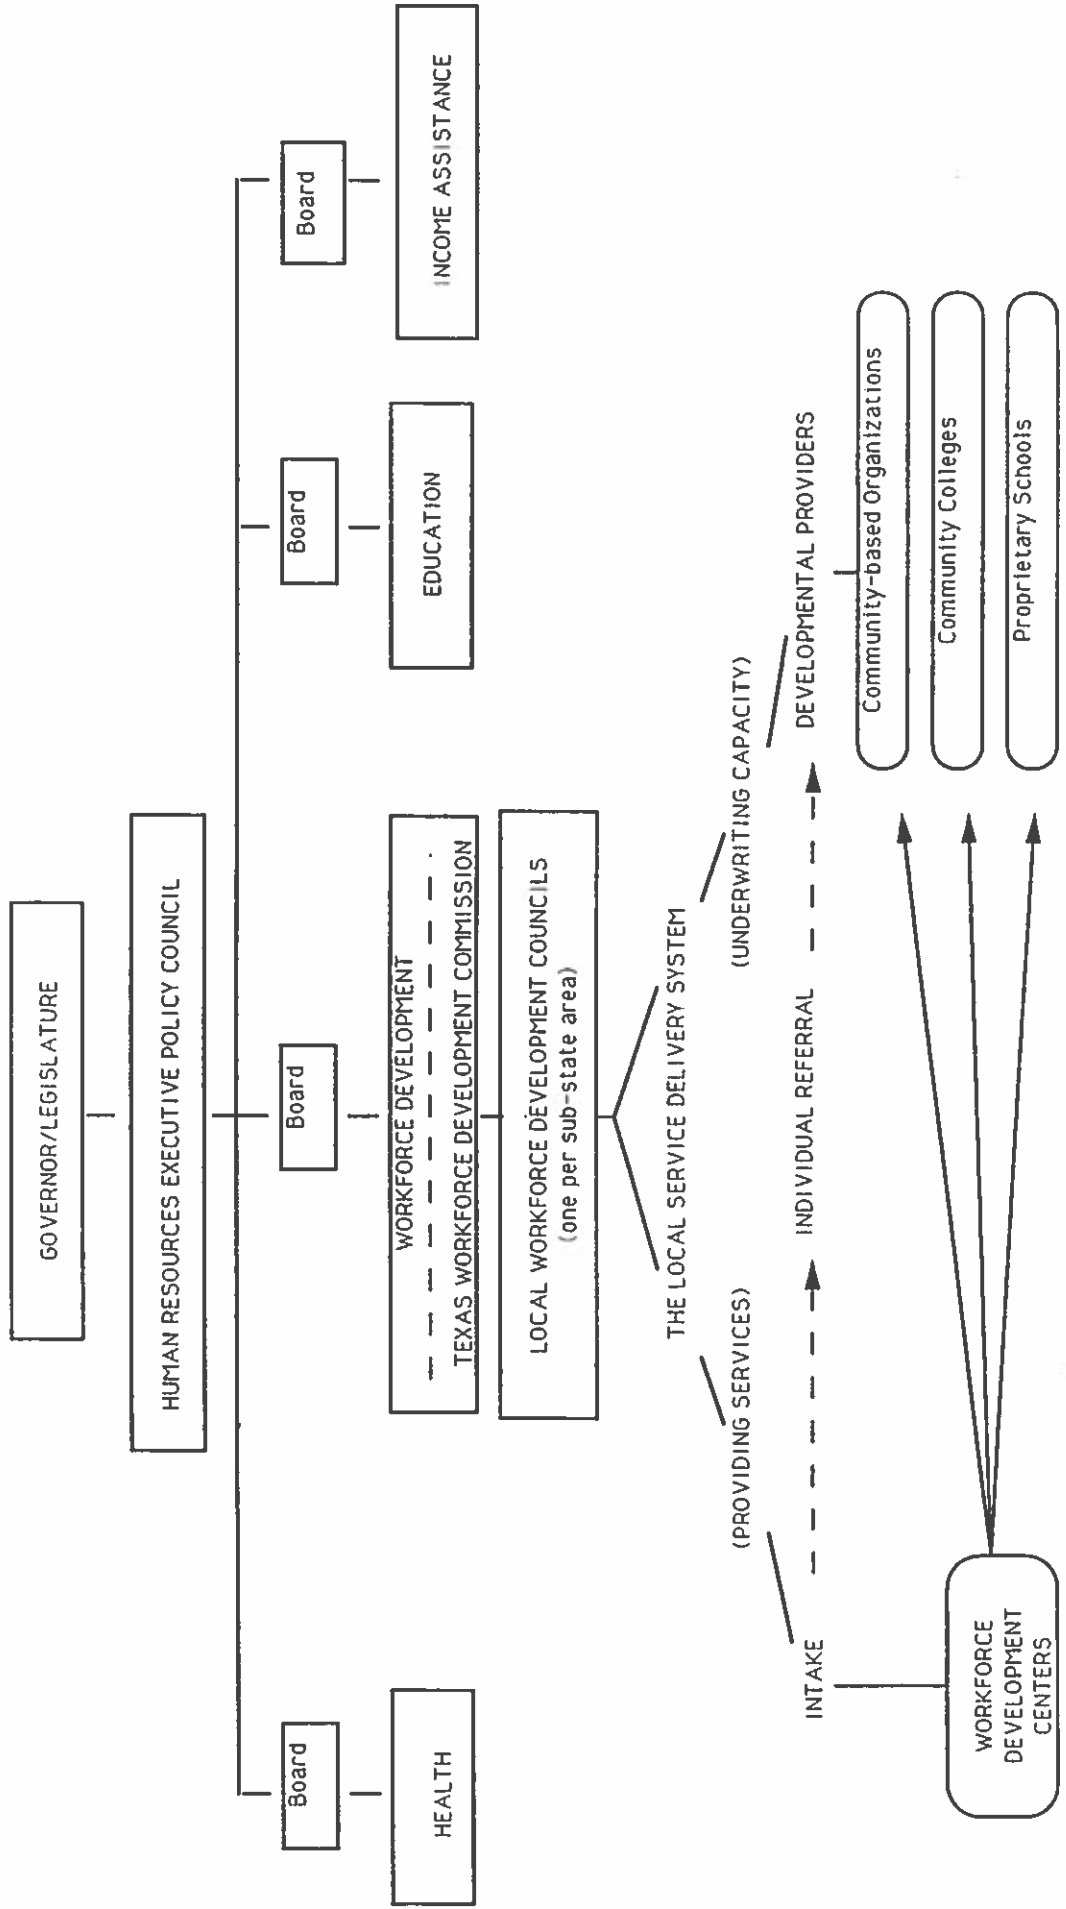 GOVERNOR/LEGISLATURE
HUMAN RESOURCES EXECUTIVE POLICY COUNCIL
Board
Board
Board
Board
HEALTH
WORKFORCE DEVELOPMENT
TEXAS WORKFORCE DEVELOPMENT COMMISSION
EDUCATION
INCOME ASSISTANCE
LOCAL WORKFORCE DEVELOPMENT COUNCILS
(one per sub-state area)
THE LOCAL SERVICE DELIVERY SYSTEM
(PROVIDING SERVICES)
(UNDERWRITING CAPACITY)
INTAKE
INDIVIDUAL REFERRAL
DEVELOPMENTAL PROVIDERS
WORKFORCE
DEVELOPMENT
CENTERS
Community-based Organizations
Community Colleges
Proprietary Schools